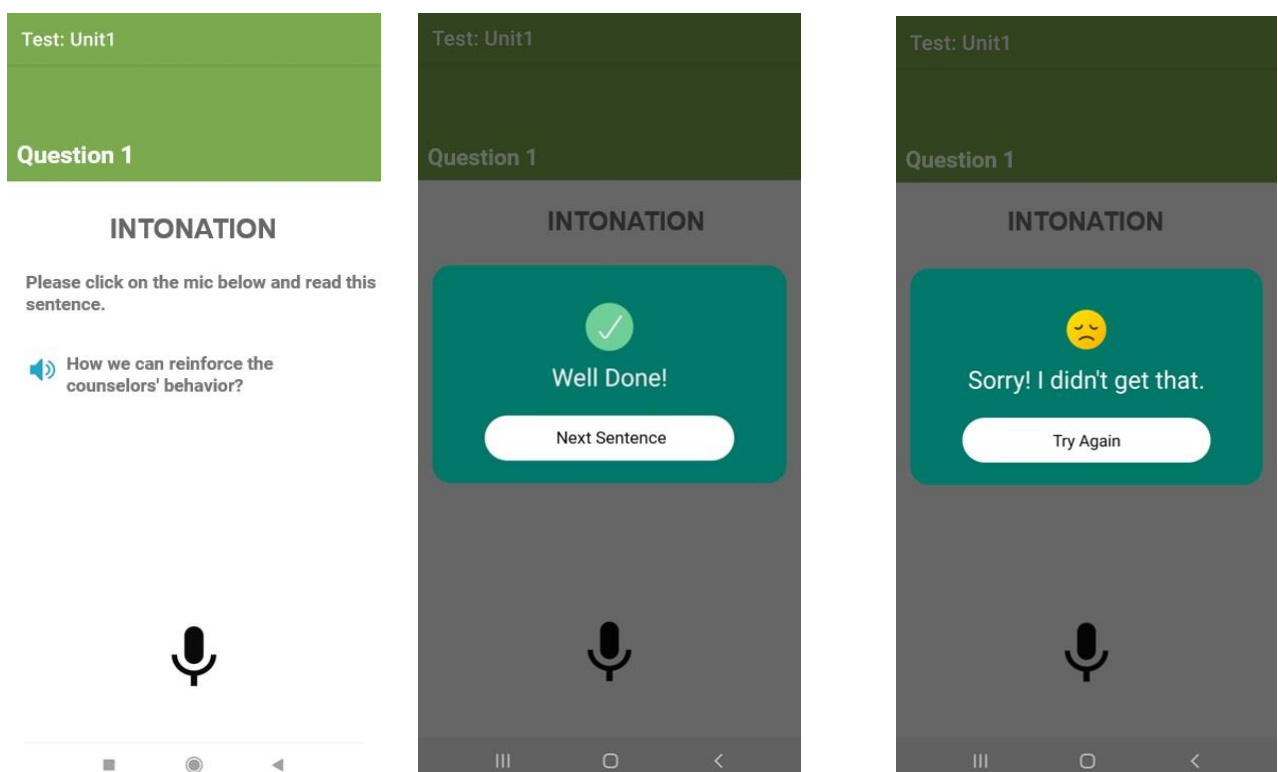 Test: Unit1
Question 1
INTONATION
Please click on the mic below and read this
sentence.
How we can reinforce the
counselors' behavior?
Test: Unit1
Question 1
INTONATION
Well Done!
Next Sentence
Test: Unit1
Question 1
INTONATION
Sorry! I didn't get that.
Try Again